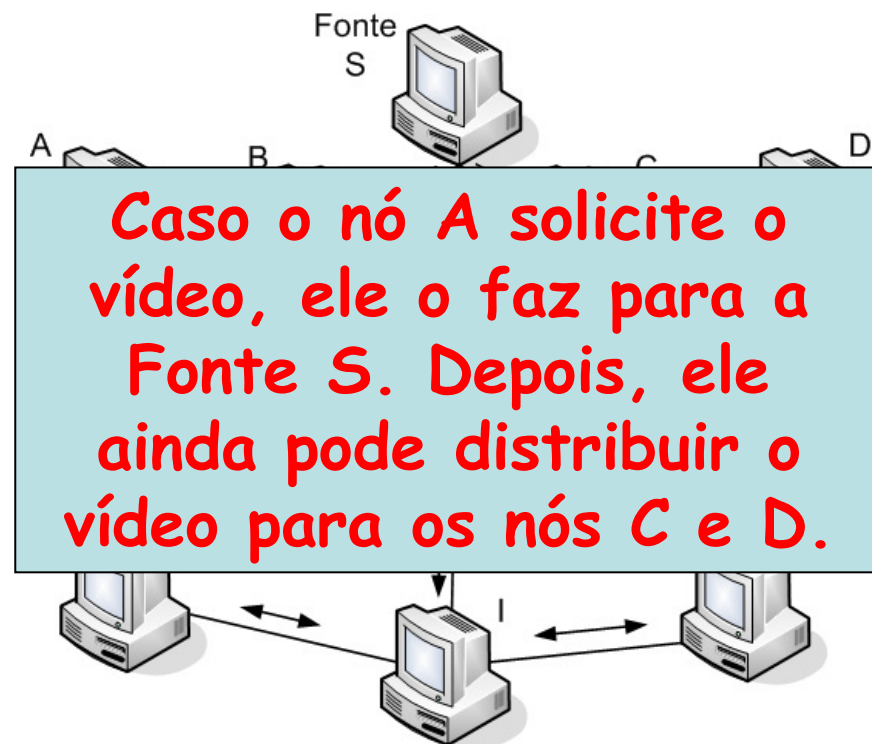 Fonte
S
A
B
C
D
Caso o nó A solicite o
vídeo, ele o faz para a
Fonte S. Depois, ele
ainda pode distribuir o
vídeo para os nós C e D.
I